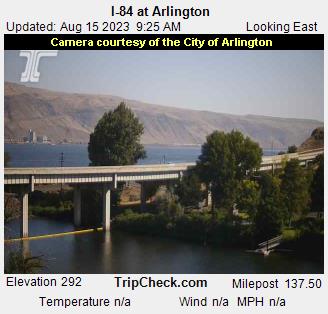 I-84 at Arlington
Updated: Aug 15 2023 9:25 AM Looking East
Camera courtesy of the City of Arlington
Elevation 292 TripCheck.com Milepost 137.50
Temperature n/a Wind n/a MPH n/a